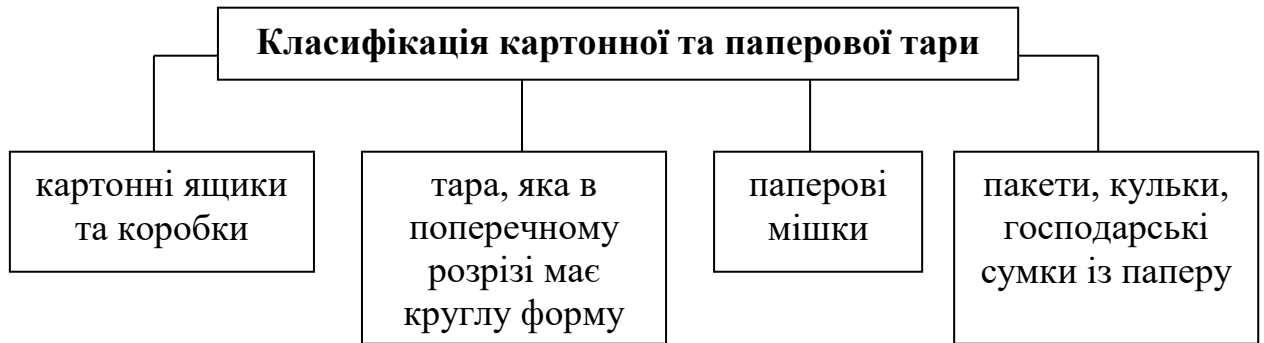 Класифікація картонної та паперової тари
картонні ящики
та коробки
тара, яка в
поперечному
розрізі має
круглу форму
паперові
мішки
пакети, кульки,
господарські
сумки із паперу